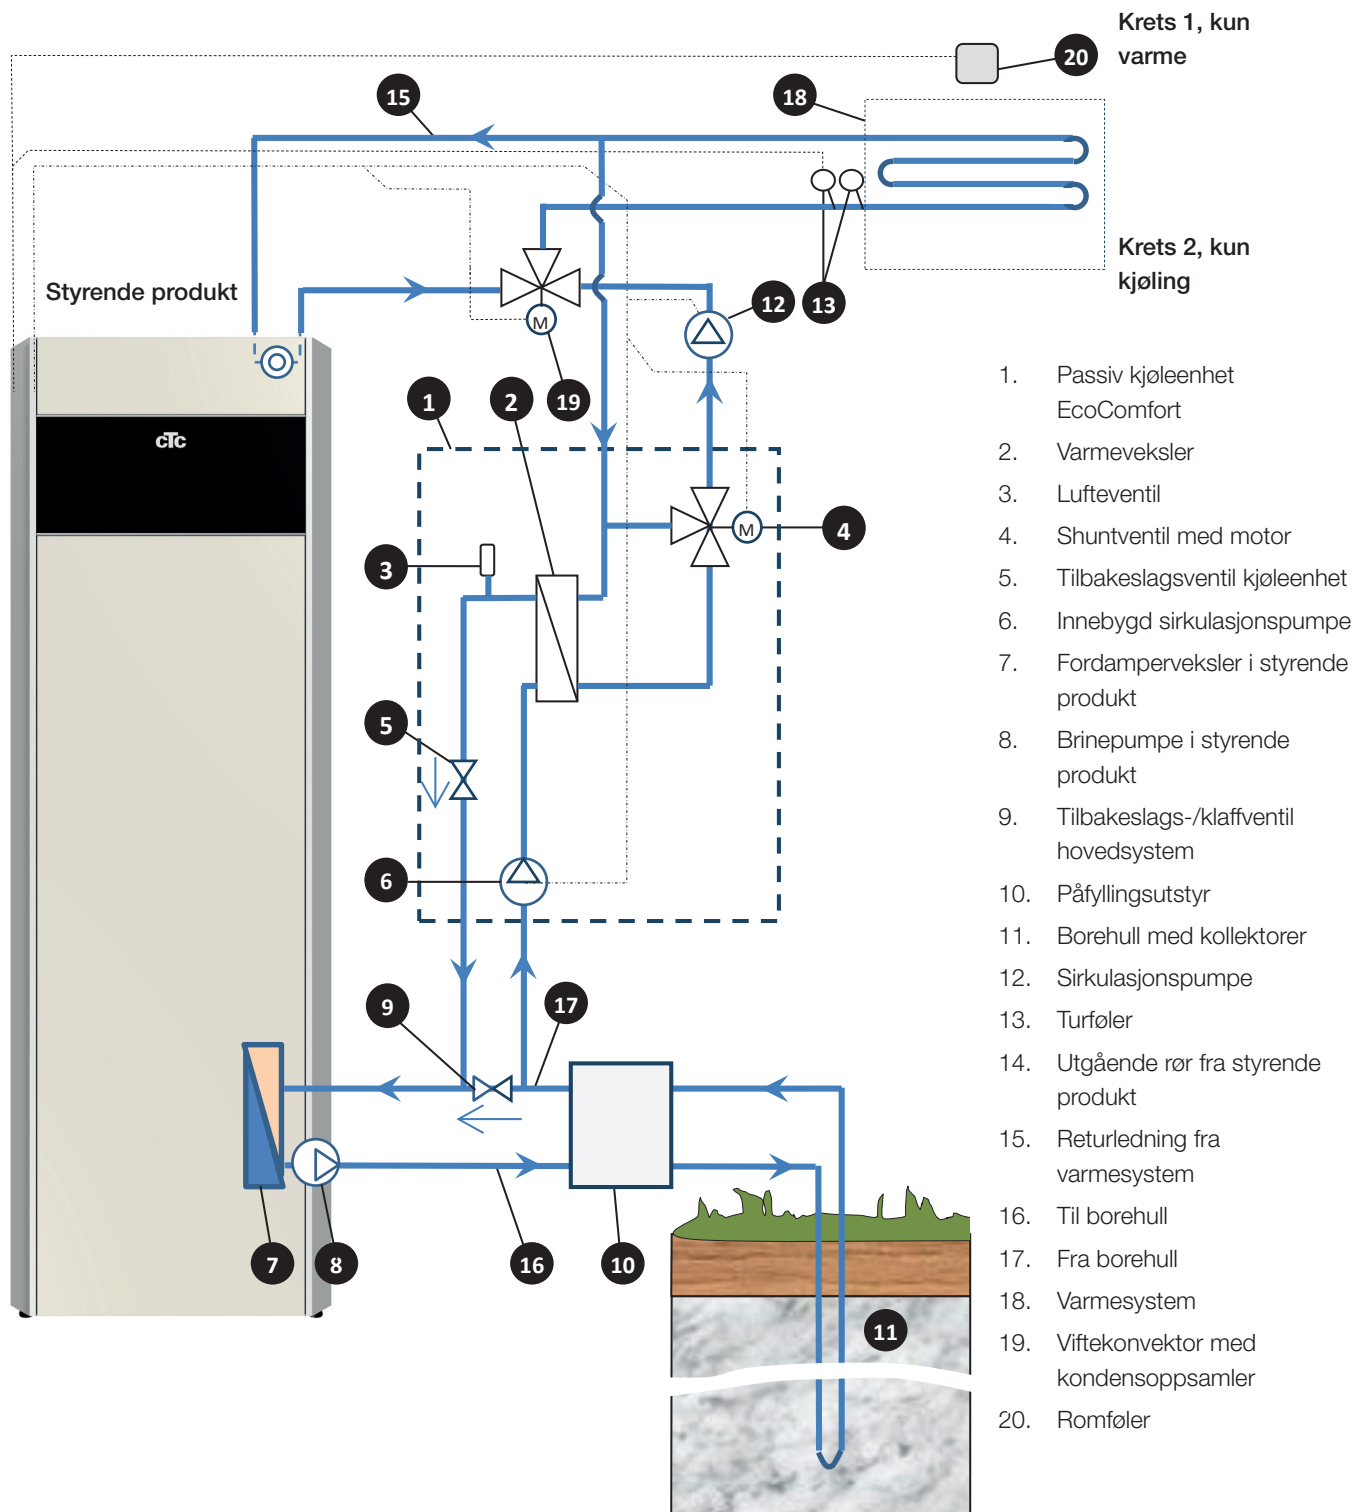 Krets 1, kun
varme
20
15
18
Krets 2, kun
kjøling
Styrende produkt
12
13
M
19
1
2
cTc
M
4
3
5
6
9
17
7
8
16
10
11
1. Passiv kjøleenhet
EcoComfort
2. Varmeveksler
3. Lufteventil
4. Shuntventil med motor
5. Tilbakeslagsventil kjøleenhet
6. Innebygd sirkulasjonspumpe
7. Fordamperveksler i styrende
produkt
8. Brinepumpe i styrende
produkt
9. Tilbakeslags-/klaffventil
hovedsystem
10. Påfyllingsutstyr
11. Borehull med kollektorer
12. Sirkulasjonspumpe
13. Turføler
14. Utgående rør fra styrende
produkt
15. Returledning fra
varmesystem
16. Til borehull
17. Fra borehull
18. Varmesystem
19. Viftekonvektor med
kondensoppsamler
20. Romføler